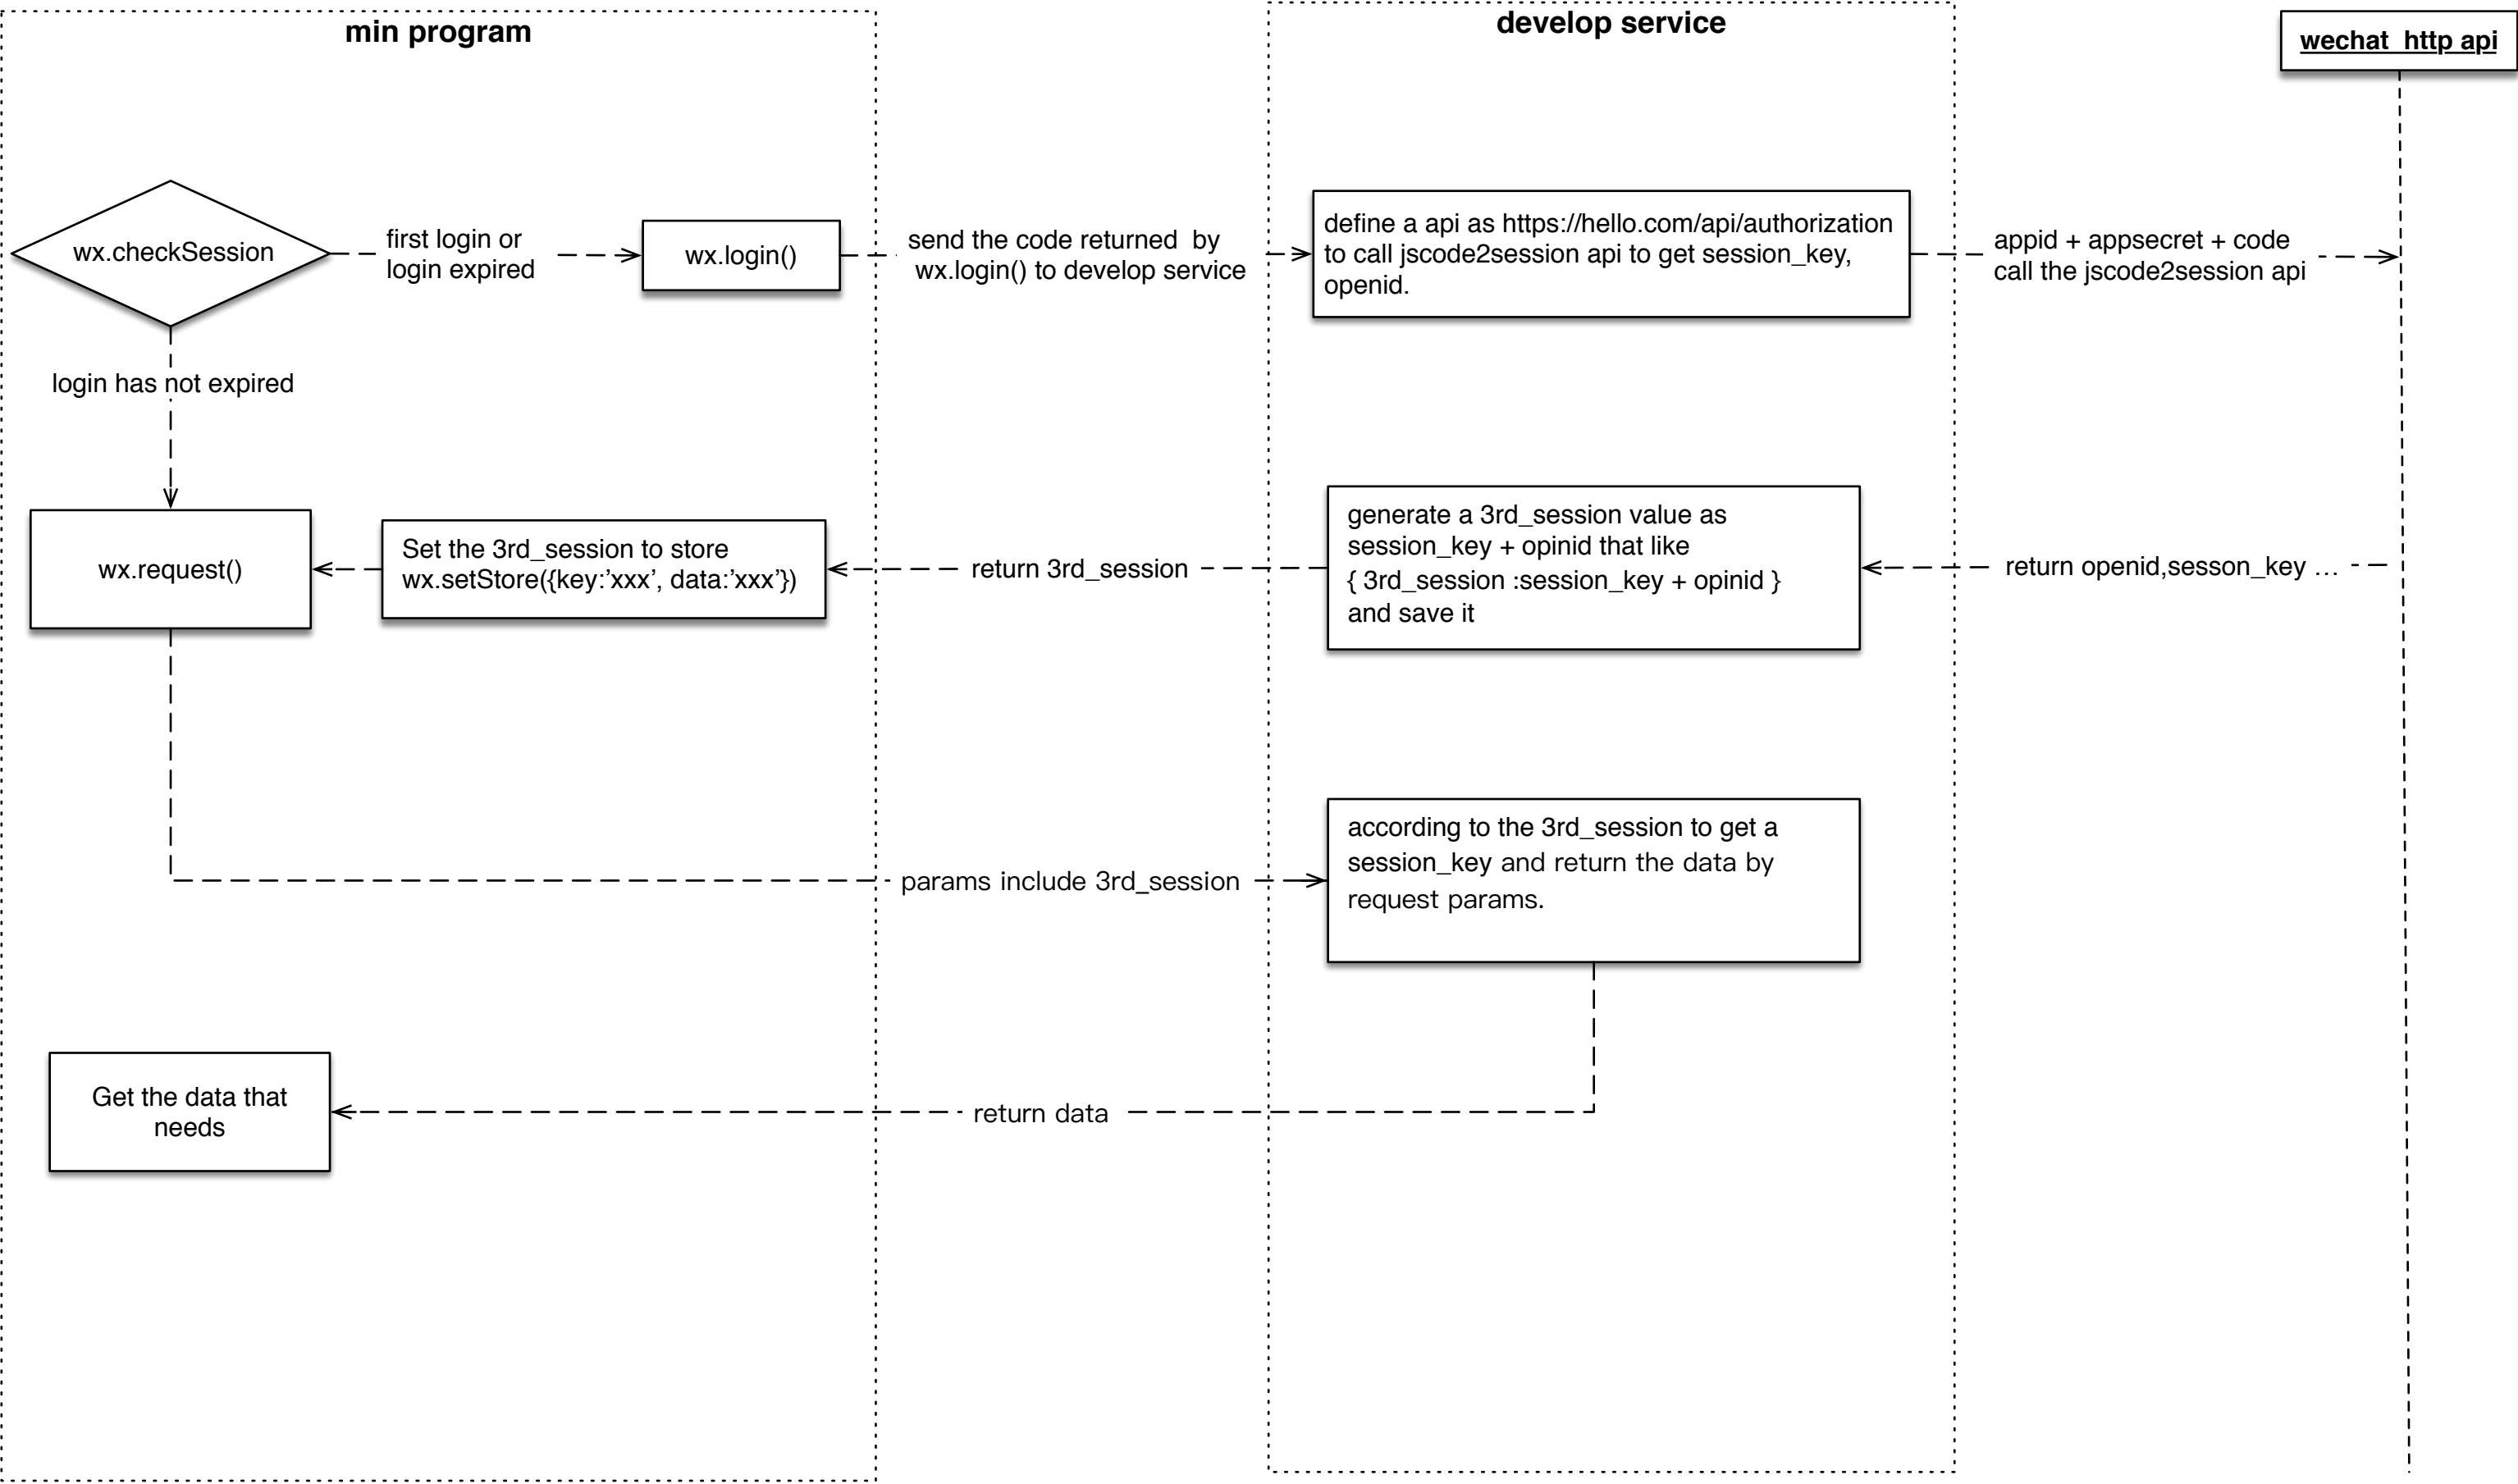 min program
develop service
wechat  http api
wx.checkSession
first login or
login expired
wx.login()
send the code returned  by
wx.login() to develop service
define a api as https://hello.com/api/authorization
to call jscode2session api to get session_key,
openid.
appid + appsecret + code
call the jscode2session api
login has not expired
wx.request()
Set the 3rd_session to store
wx.setStore({key:’xxx’, data:’xxx’})
return 3rd_session
generate a 3rd_session value as
session_key + opinid that like
{ 3rd_session :session_key + opinid }
and save it
return openid,sesson_key …
params include 3rd_session
according to the 3rd_session to get a
session_key and return the data by
request params.
Get the data that
needs
return data